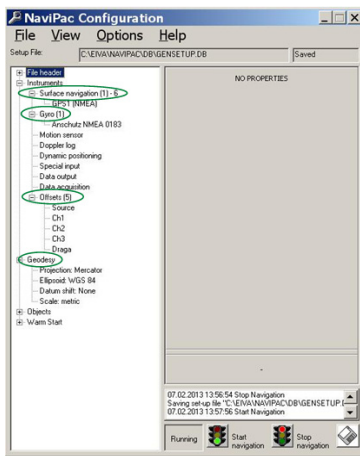 NaviPac Configuration
File View Options Help
Setup File: C:\EIVA\NAVIPAC\DB\GENSETUP.DB Saved
File header
Instruments
Surface navigation (1) - 6
GPS1 (NMEA)
Gyro (1)
Anschutz NMEA 0183
Motion sensor
Doppler log
Dynamic positioning
Special input
Data output
Data acquisition
Offsets (5)
Source
Ch1
Ch2
Ch3
Draga
Geodesy
Projection: Mercator
Ellipsoid: WGS 84
Datum shift: None
Scale: metric
Objects
Warm Start
NO PROPERTIES
07.02.2013 13:56:54 Stop Navigation
Saving set-up file "C:\EIVA\NAVIPAC\DB\GENSETUP.D
07.02.2013 13:57:56 Start Navigation
Running Start navigation Stop navigation